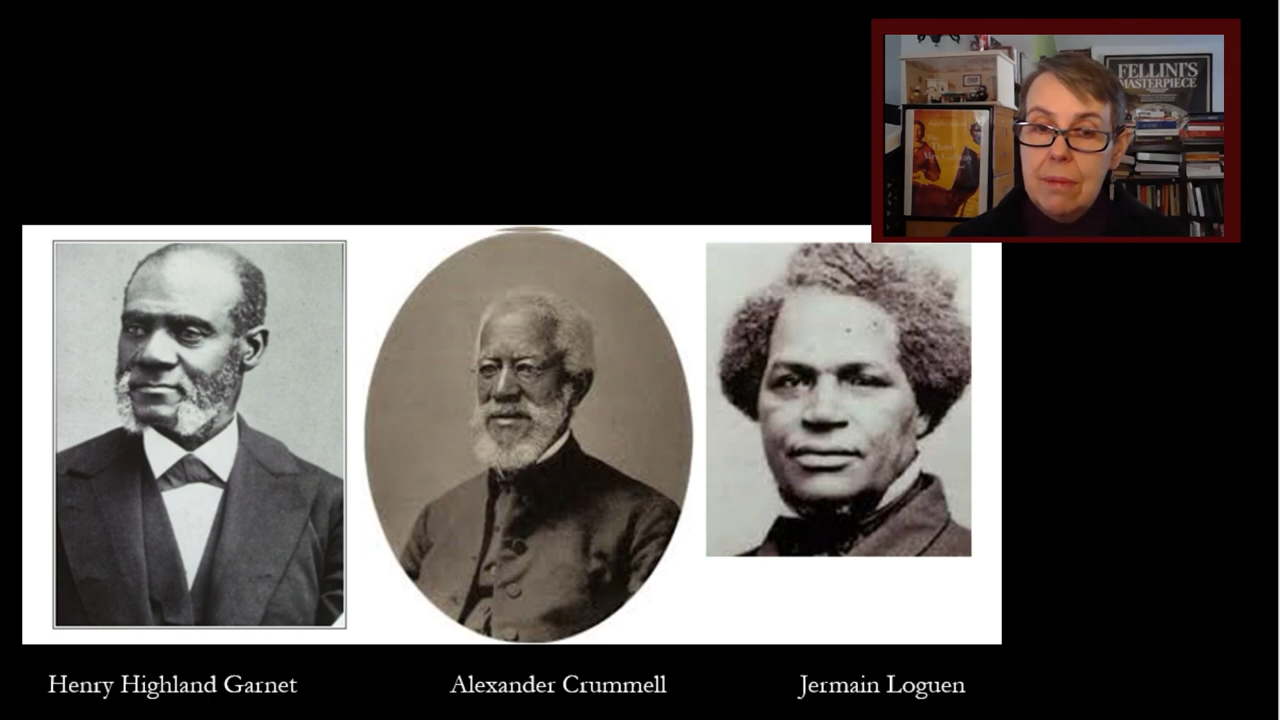 FELLINI'S
MASTERPIECE
Henry Highland Garnet
Alexander Crummell
Jermain Loguen